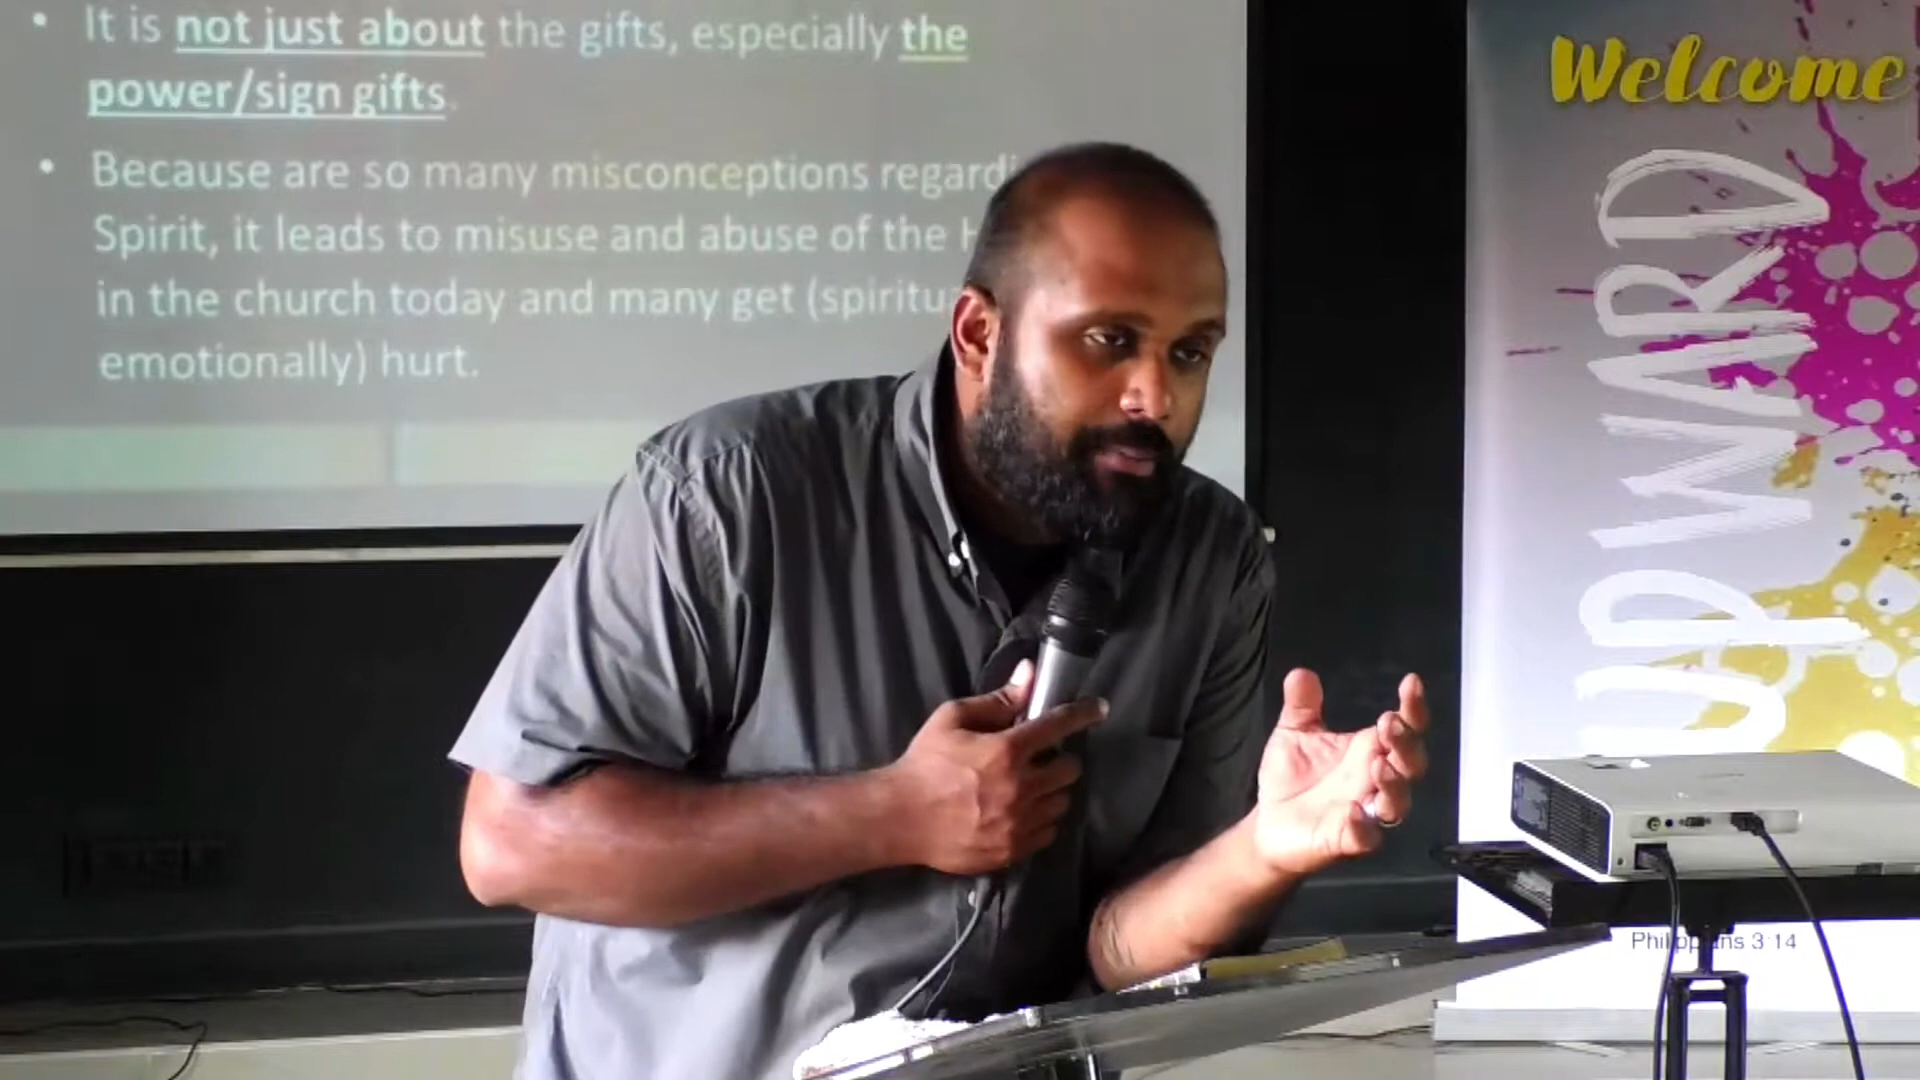 It is not just about the gifts, especially the
power/sign gifts.
Because are so many misconceptions regardi
Spirit, it leads to misuse and abuse of the H
in the church today and many get (spiritu
emotionally) hurt.
Welcome
UPWARD
Philippians 3:14